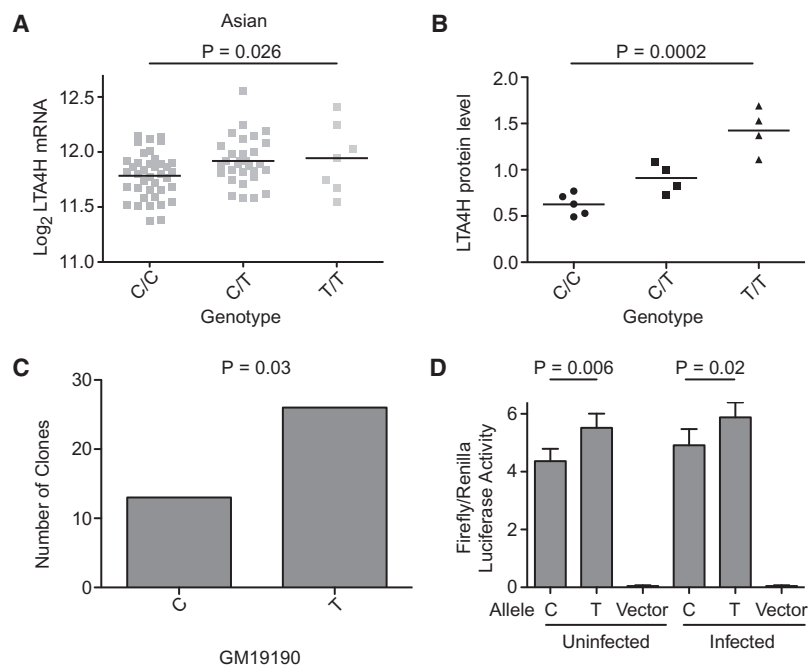 A
Asian
P = 0.026
Log2 LTA4H mRNA
12.5
12.0
11.5
11.0
C/C
C/T
T/T
Genotype
B
P = 0.0002
LTA4H protein level
2.0
1.5
1.0
0.5
0.0
C/C
C/T
T/T
Genotype
C
P = 0.03
Number of Clones
30
20
10
0
C
T
GM19190
D
P = 0.006 P = 0.02
Firefly/Renilla
Luciferase Activity
6
4
2
0
Allele C T Vector C T Vector
Uninfected Infected